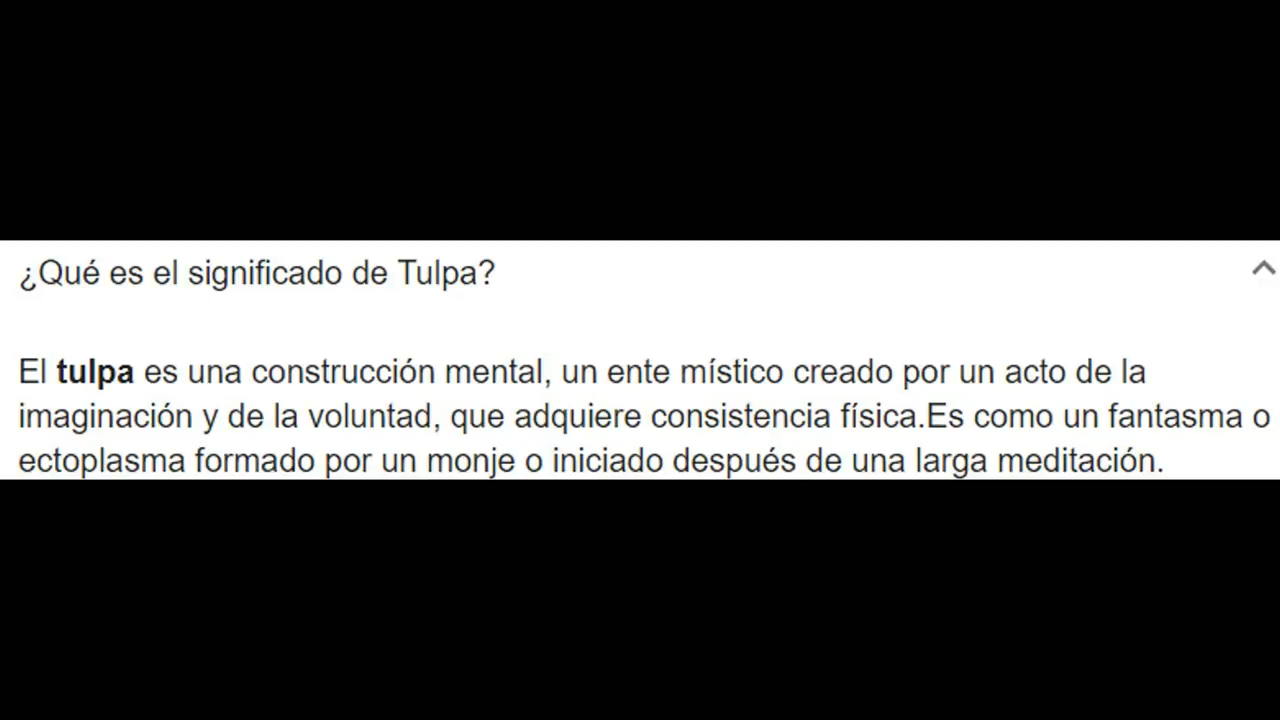 ¿Qué es el significado de Tulpa?
El tulpa es una construcción mental, un ente místico creado por un acto de la
imaginación y de la voluntad, que adquiere consistencia física.Es como un fantasma o
ectoplasma formado por un monje o iniciado después de una larga meditación.